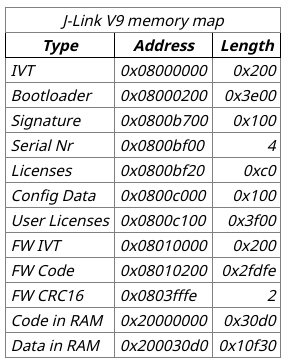 J-Link V9 memory map
Type Address Length
IVT 0x08000000 0x200
Bootloader 0x08000200 0x3e00
Signature 0x0800b700 0x100
Serial Nr 0x0800bf00 4
Licenses 0x0800bf20 0xc0
Config Data 0x0800c000 0x100
User Licenses 0x0800c100 0x3f00
FW IVT 0x08010000 0x200
FW Code 0x08010200 0x2fdfe
FW CRC16 0x0803fffe 2
Code in RAM 0x20000000 0x30d0
Data in RAM 0x200030d0 0x10f30